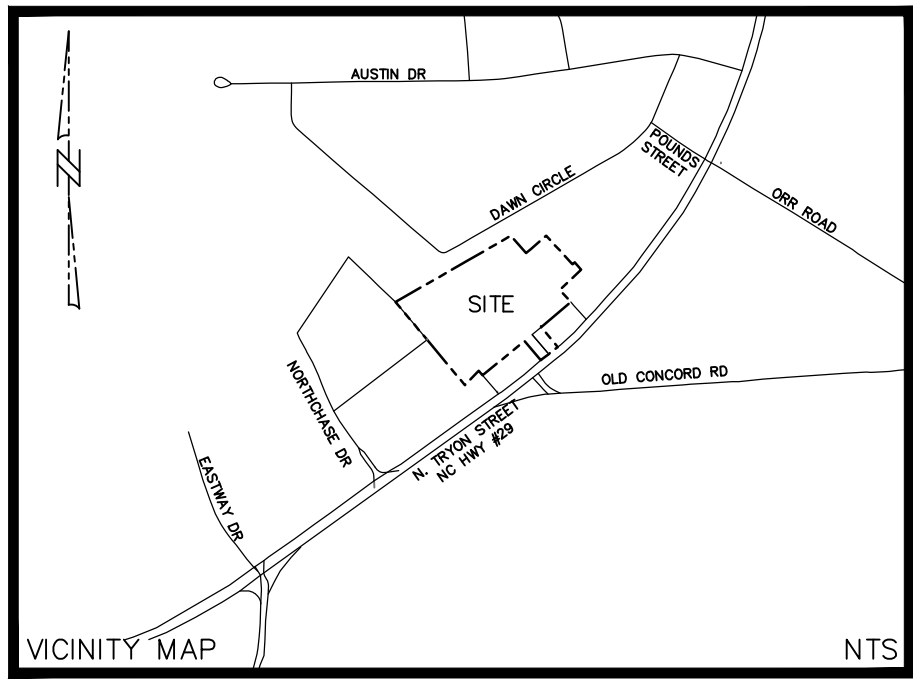 AUSTIN DR
POUNDS
STREET
DAWN CIRCLE
ORR ROAD
SITE
NORTHCHASE DR
OLD CONCORD RD
N. TRYON STREET
NC HWY #29
EASTWAY DR
VICINITY MAP
NTS